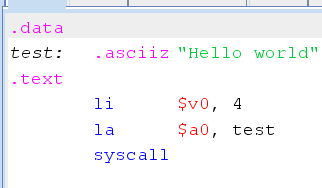 .data
test: .asciiz "Hello world"
.text
li $v0, 4
la $a0, test
syscall